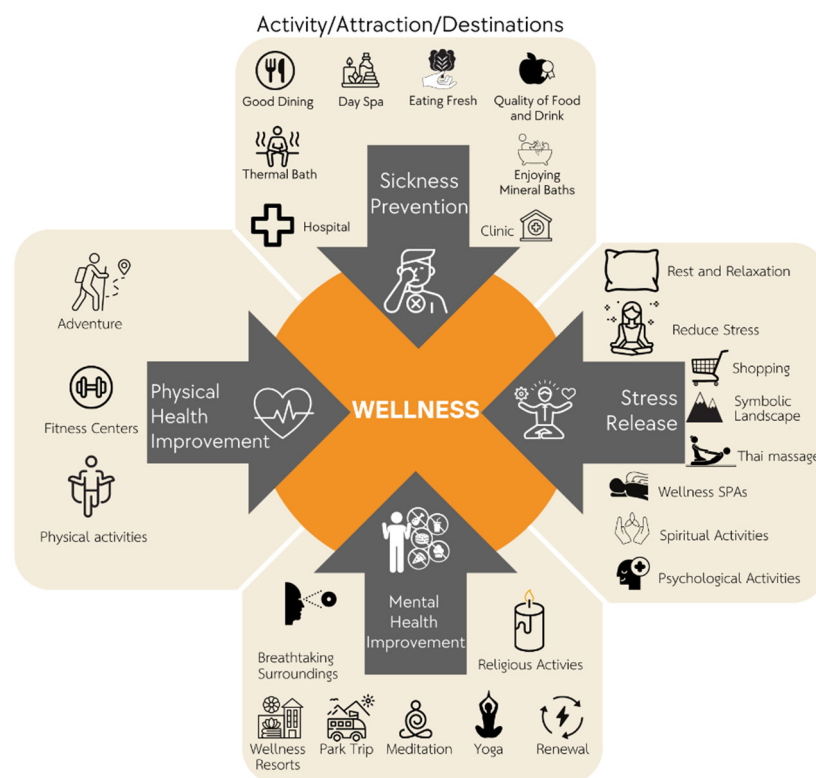 Activity/Attraction/Destinations
Good Dining
Day Spa
Eating Fresh
Quality of Food
and Drink
Thermal Bath
Enjoying
Mineral Baths
Hospital
Clinic
Sickness
Prevention
Adventure
Fitness Centers
Physical activities
Physical
Health
Improvement
WELLNESS
Stress
Release
Rest and Relaxation
Reduce Stress
Shopping
Symbolic
Landscape
Thai massage
Wellness SPAs
Spiritual Activities
Psychological Activities
Mental
Health
Improvement
Breathtaking
Surroundings
Religious Activies
Wellness
Resorts
Park Trip
Meditation
Yoga
Renewal